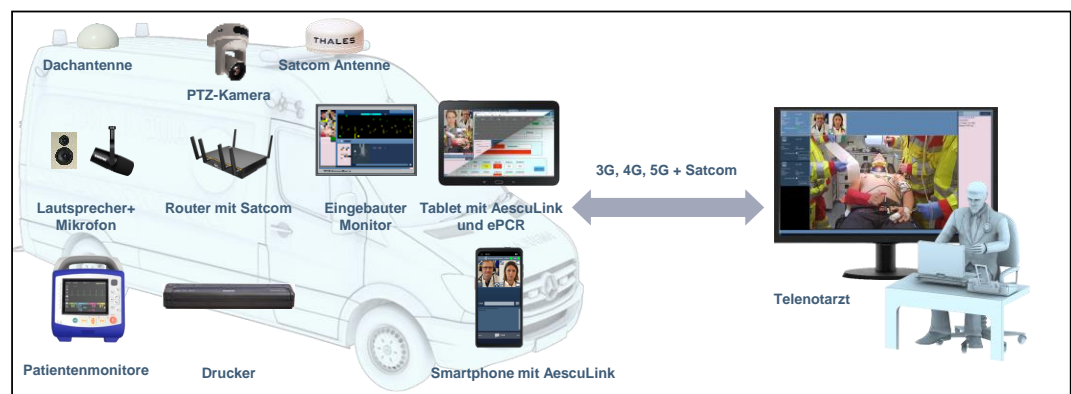 THALES
Dachantenne
Satcom Antenne
PTZ-Kamera
3G, 4G, 5G + Satcom
Lautsprecher+
Mikrofon
Router mit Satcom
Eingebauter
Monitor
Tablet mit AescuLink
und ePCR
Telenotarzt
Patientenmonitore
Drucker
Smartphone mit AescuLink